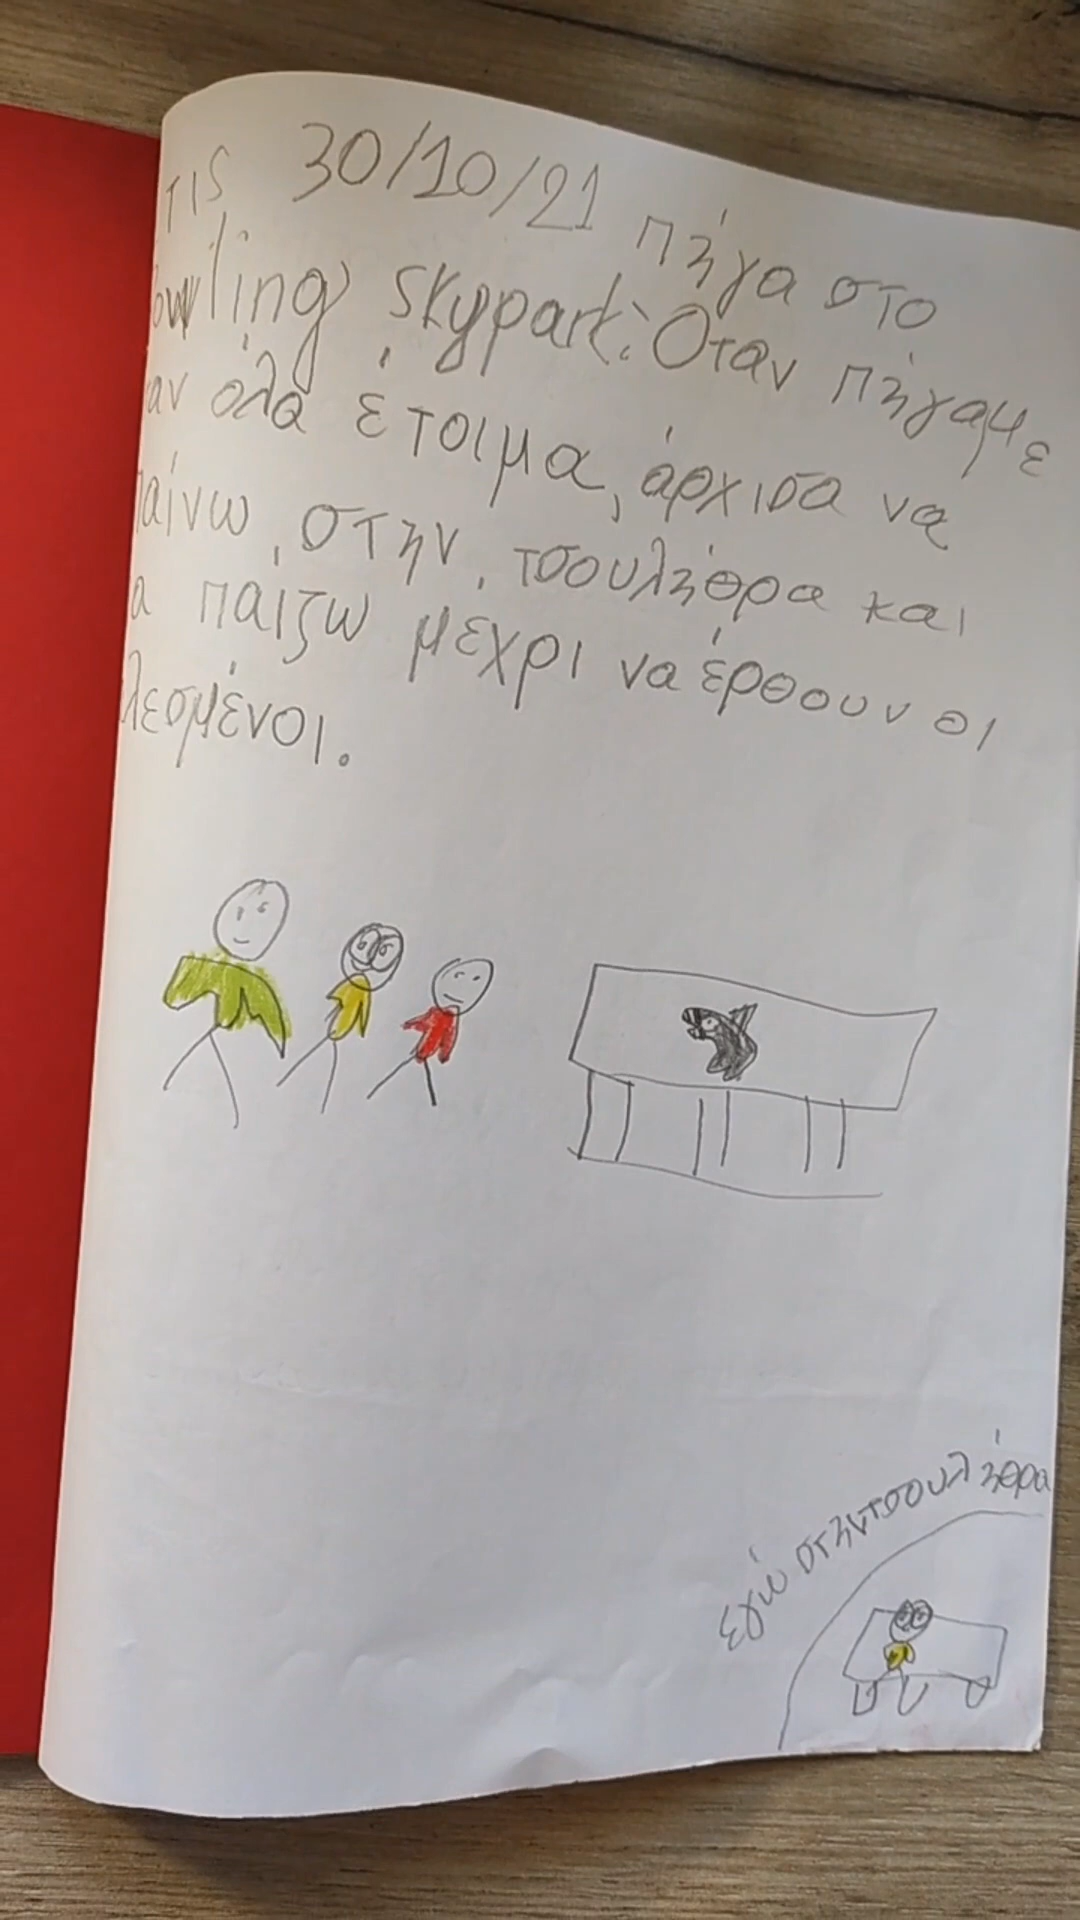 τις 30/10/21 πήγα στο
bowling skypark. Όταν πήγαμε
αν όλα έτοιμα, άρχισα να
παίνω, στην, τσουλήθρα και
α παίζω μέχρι να έρθουν οι
λεσμένοι.
εγώ στην τσουλήθρα